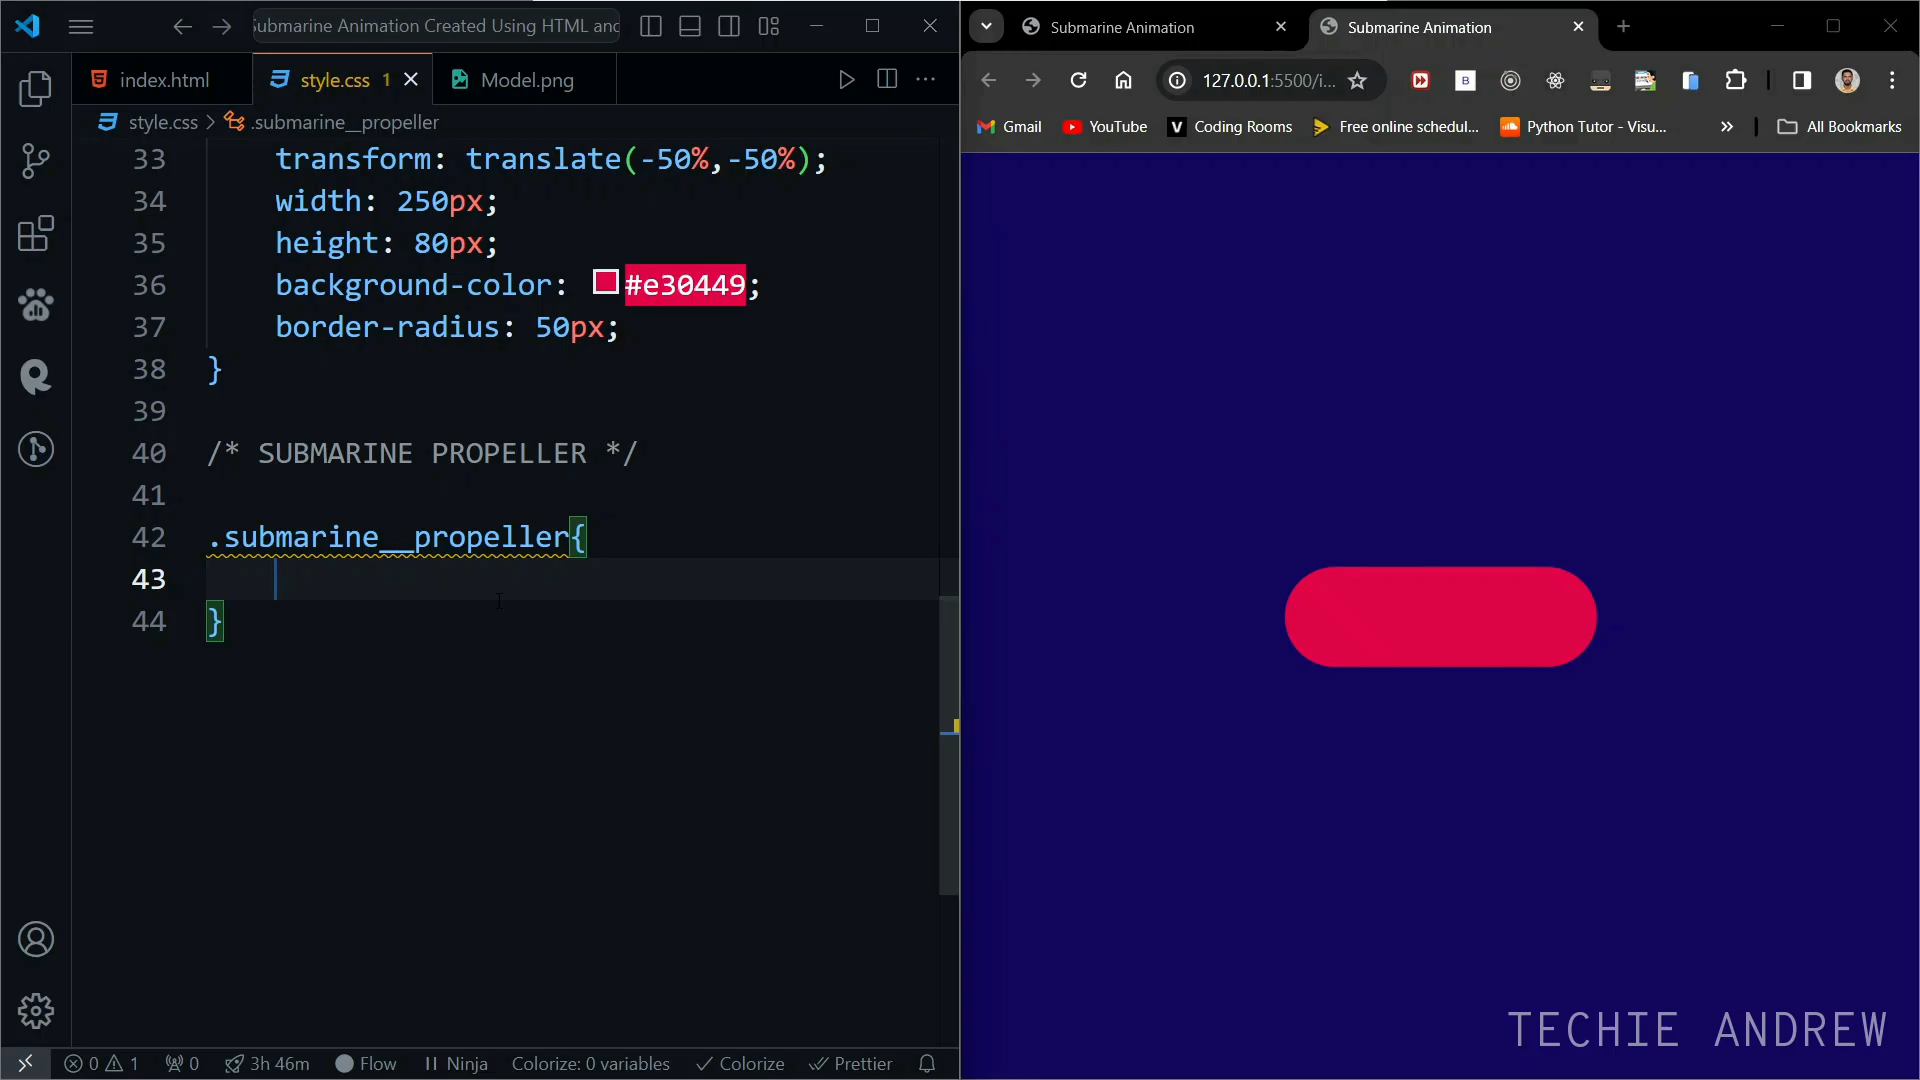 Submarine Animation Created Using HTML and
index.html
style.css 1
Model.png
style.css > .submarine__propeller
33 transform: translate(-50%,-50%);
34 width: 250px;
35 height: 80px;
36 background-color: #e30449;
37 border-radius: 50px;
38 }
39
40 /* SUBMARINE PROPELLER */
41
42 .submarine__propeller{
43
44 }
0 1 0 3h 46m Flow Ninja Colorize: 0 variables Colorize Prettier
Submarine Animation
Submarine Animation
127.0.0.1:5500/i...
B
Gmail YouTube V Coding Rooms Free online schedul... Python Tutor - Visu... All Bookmarks
TECHIE ANDREW